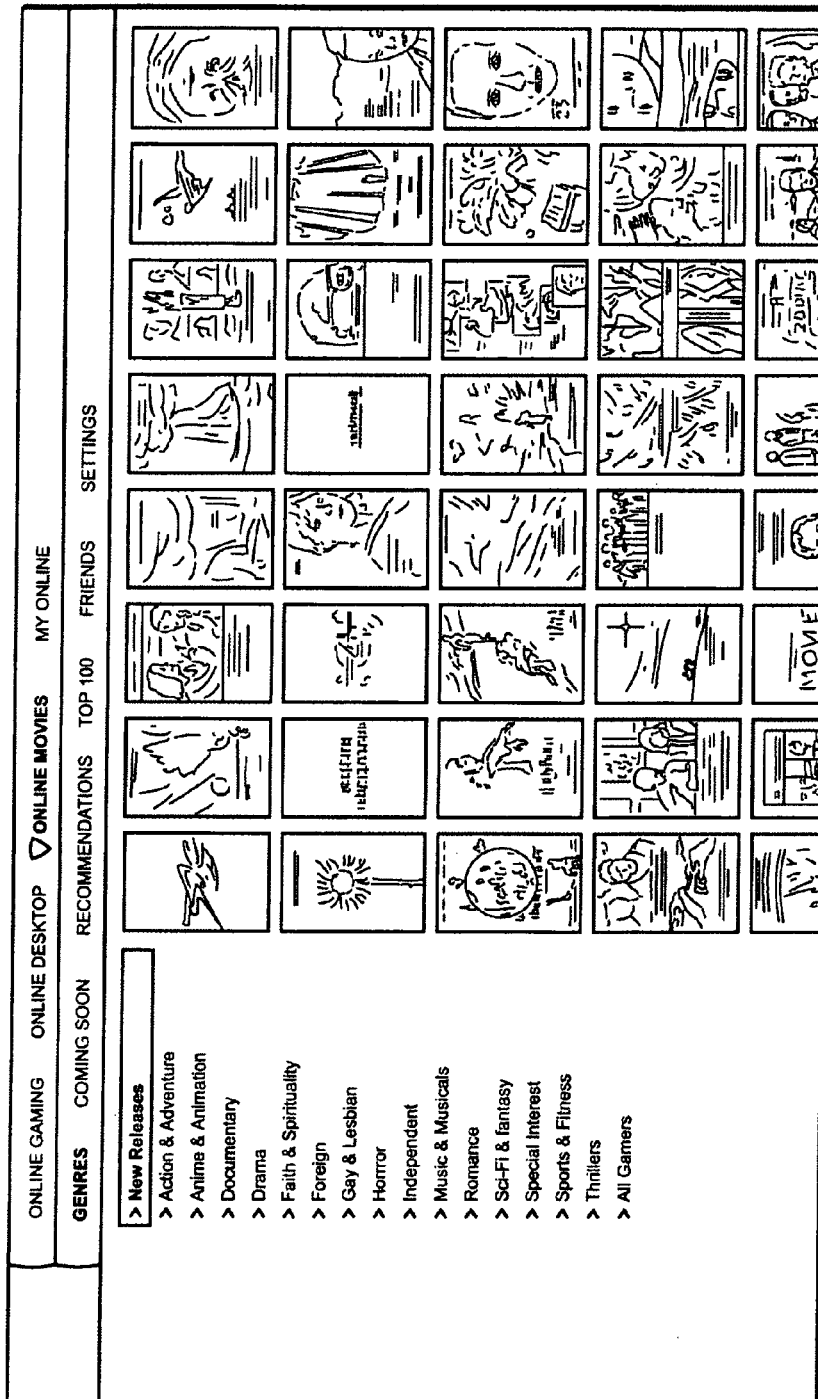 ONLINE GAMING ONLINE DESKTOP ONLINE MOVIES MY ONLINE
GENRES COMING SOON RECOMMENDATIONS TOP 100 FRIENDS SETTINGS
> New Releases
> Action & Adventure
> Anime & Animation
> Documentary
> Drama
> Faith & Spirituality
> Foreign
> Gay & Lesbian
> Horrror
> Independent
> Music & Musicals
> Romance
> Sci-Fi & fantasy
> Special Interest
> Sports & Fitness
> Thrillers
> All Gamers
23
MOVIE